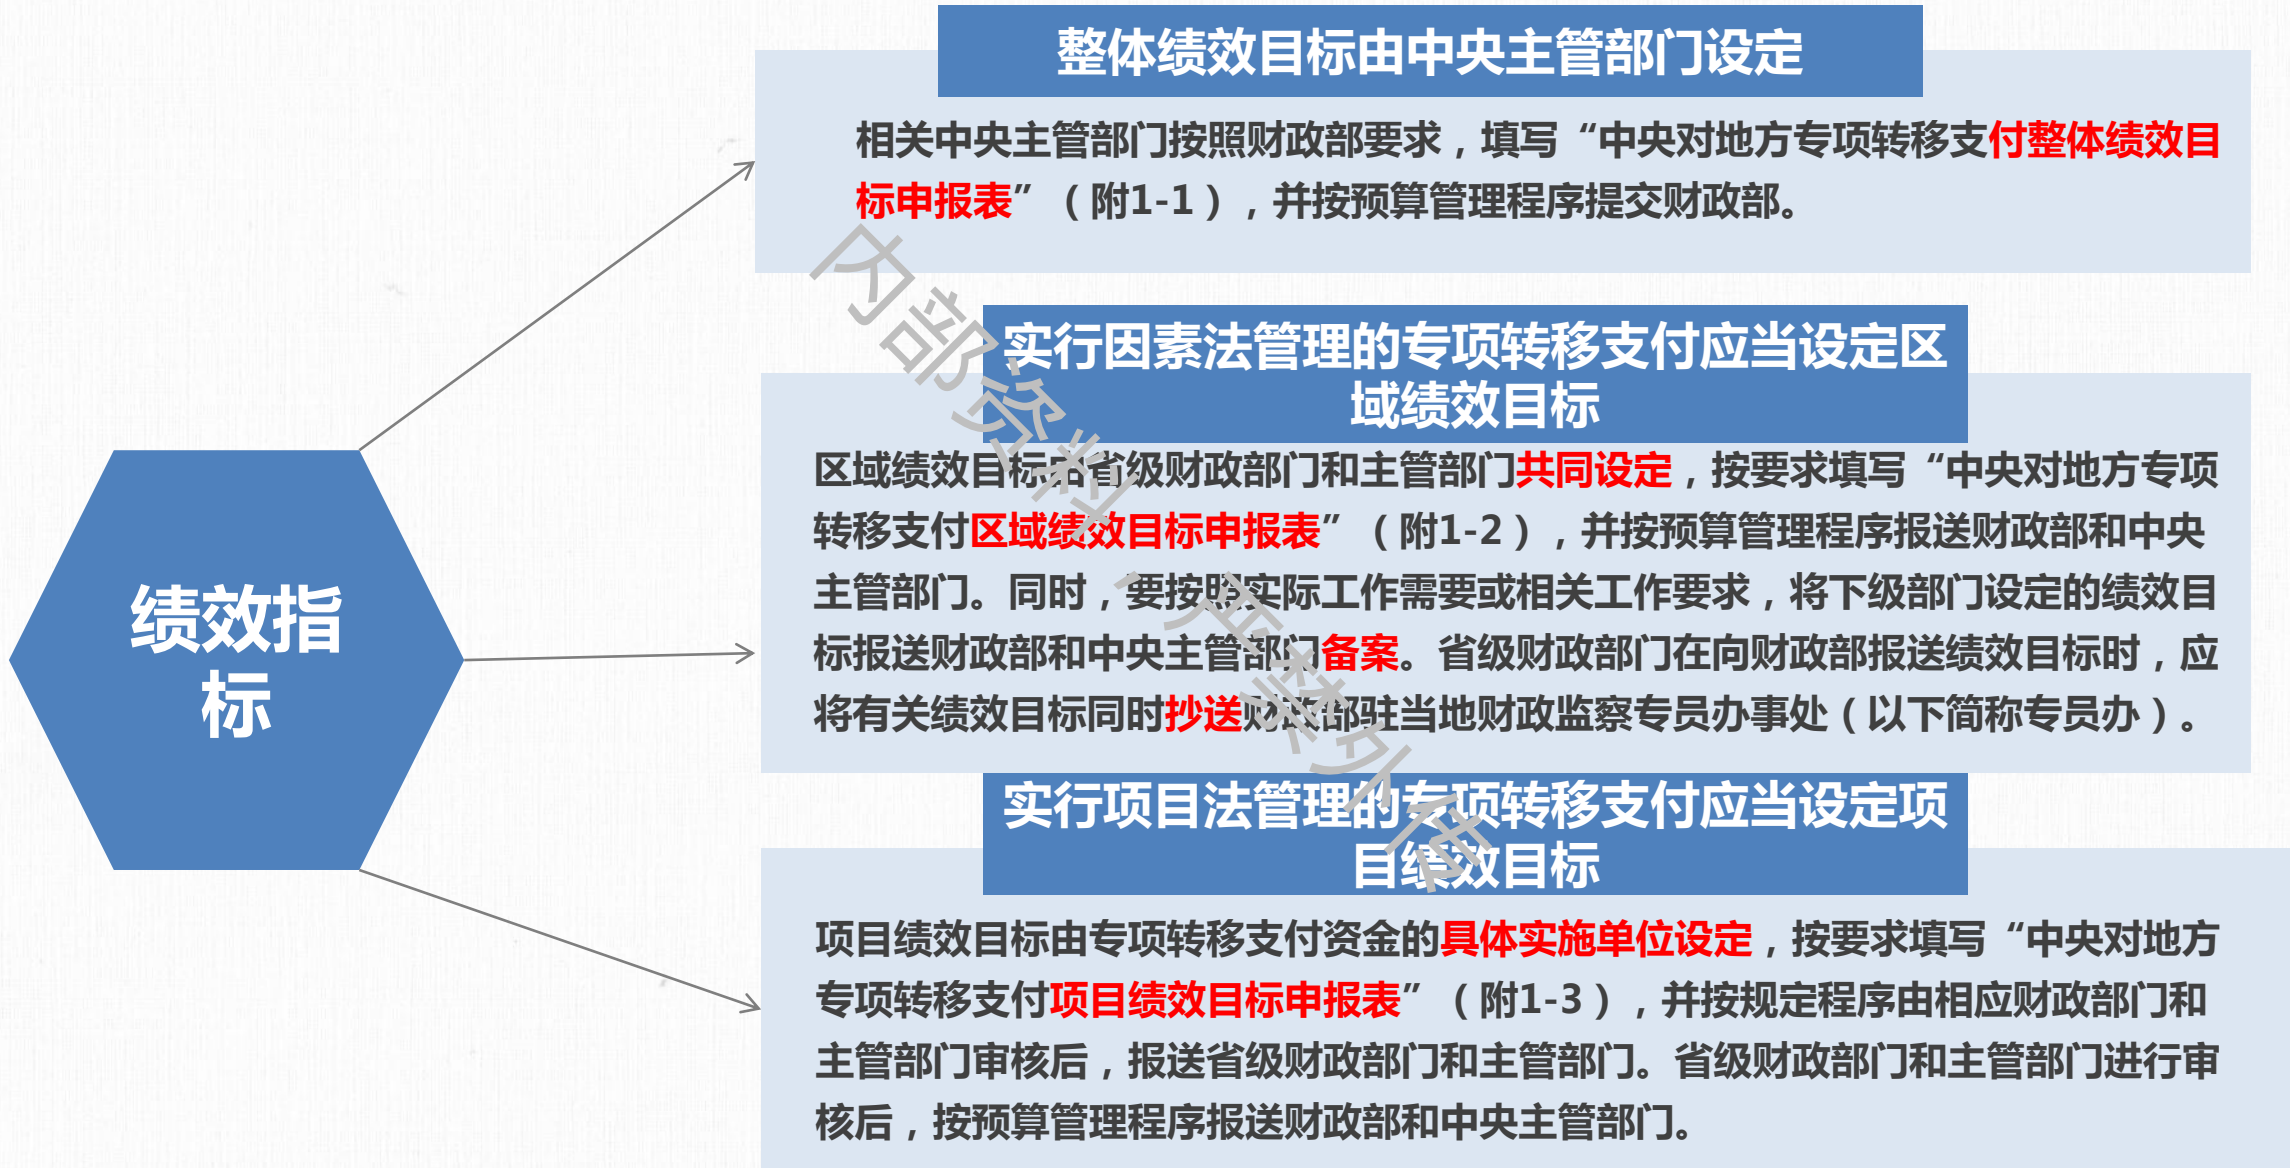 绩效指
标
整体绩效目标由中央主管部门设定
相关中央主管部门按照财政部要求，填写“中央对地方专项转移支付整体绩效目
标申报表”（附1-1），并按预算管理程序提交财政部。
实行因素法管理的专项转移支付应当设定区
域绩效目标
区域绩效目标由省级财政部门和主管部门共同设定，按要求填写“中央对地方专项
转移支付区域绩效目标申报表”（附1-2），并按预算管理程序报送财政部和中央
主管部门。同时，要按照实际工作需要或相关工作要求，将下级部门设定的绩效目
标报送财政部和中央主管部门备案。省级财政部门在向财政部报送绩效目标时，应
将有关绩效目标同时抄送财政部驻当地财政监察专员办事处（以下简称专员办）。
实行项目法管理的专项转移支付应当设定项
目绩效目标
项目绩效目标由专项转移支付资金的具体实施单位设定，按要求填写“中央对地方
专项转移支付项目绩效目标申报表”（附1-3），并按规定程序由相应财政部门和
主管部门审核后，报送省级财政部门和主管部门。省级财政部门和主管部门进行审
核后，按预算管理程序报送财政部和中央主管部门。
内部资料，严禁外传